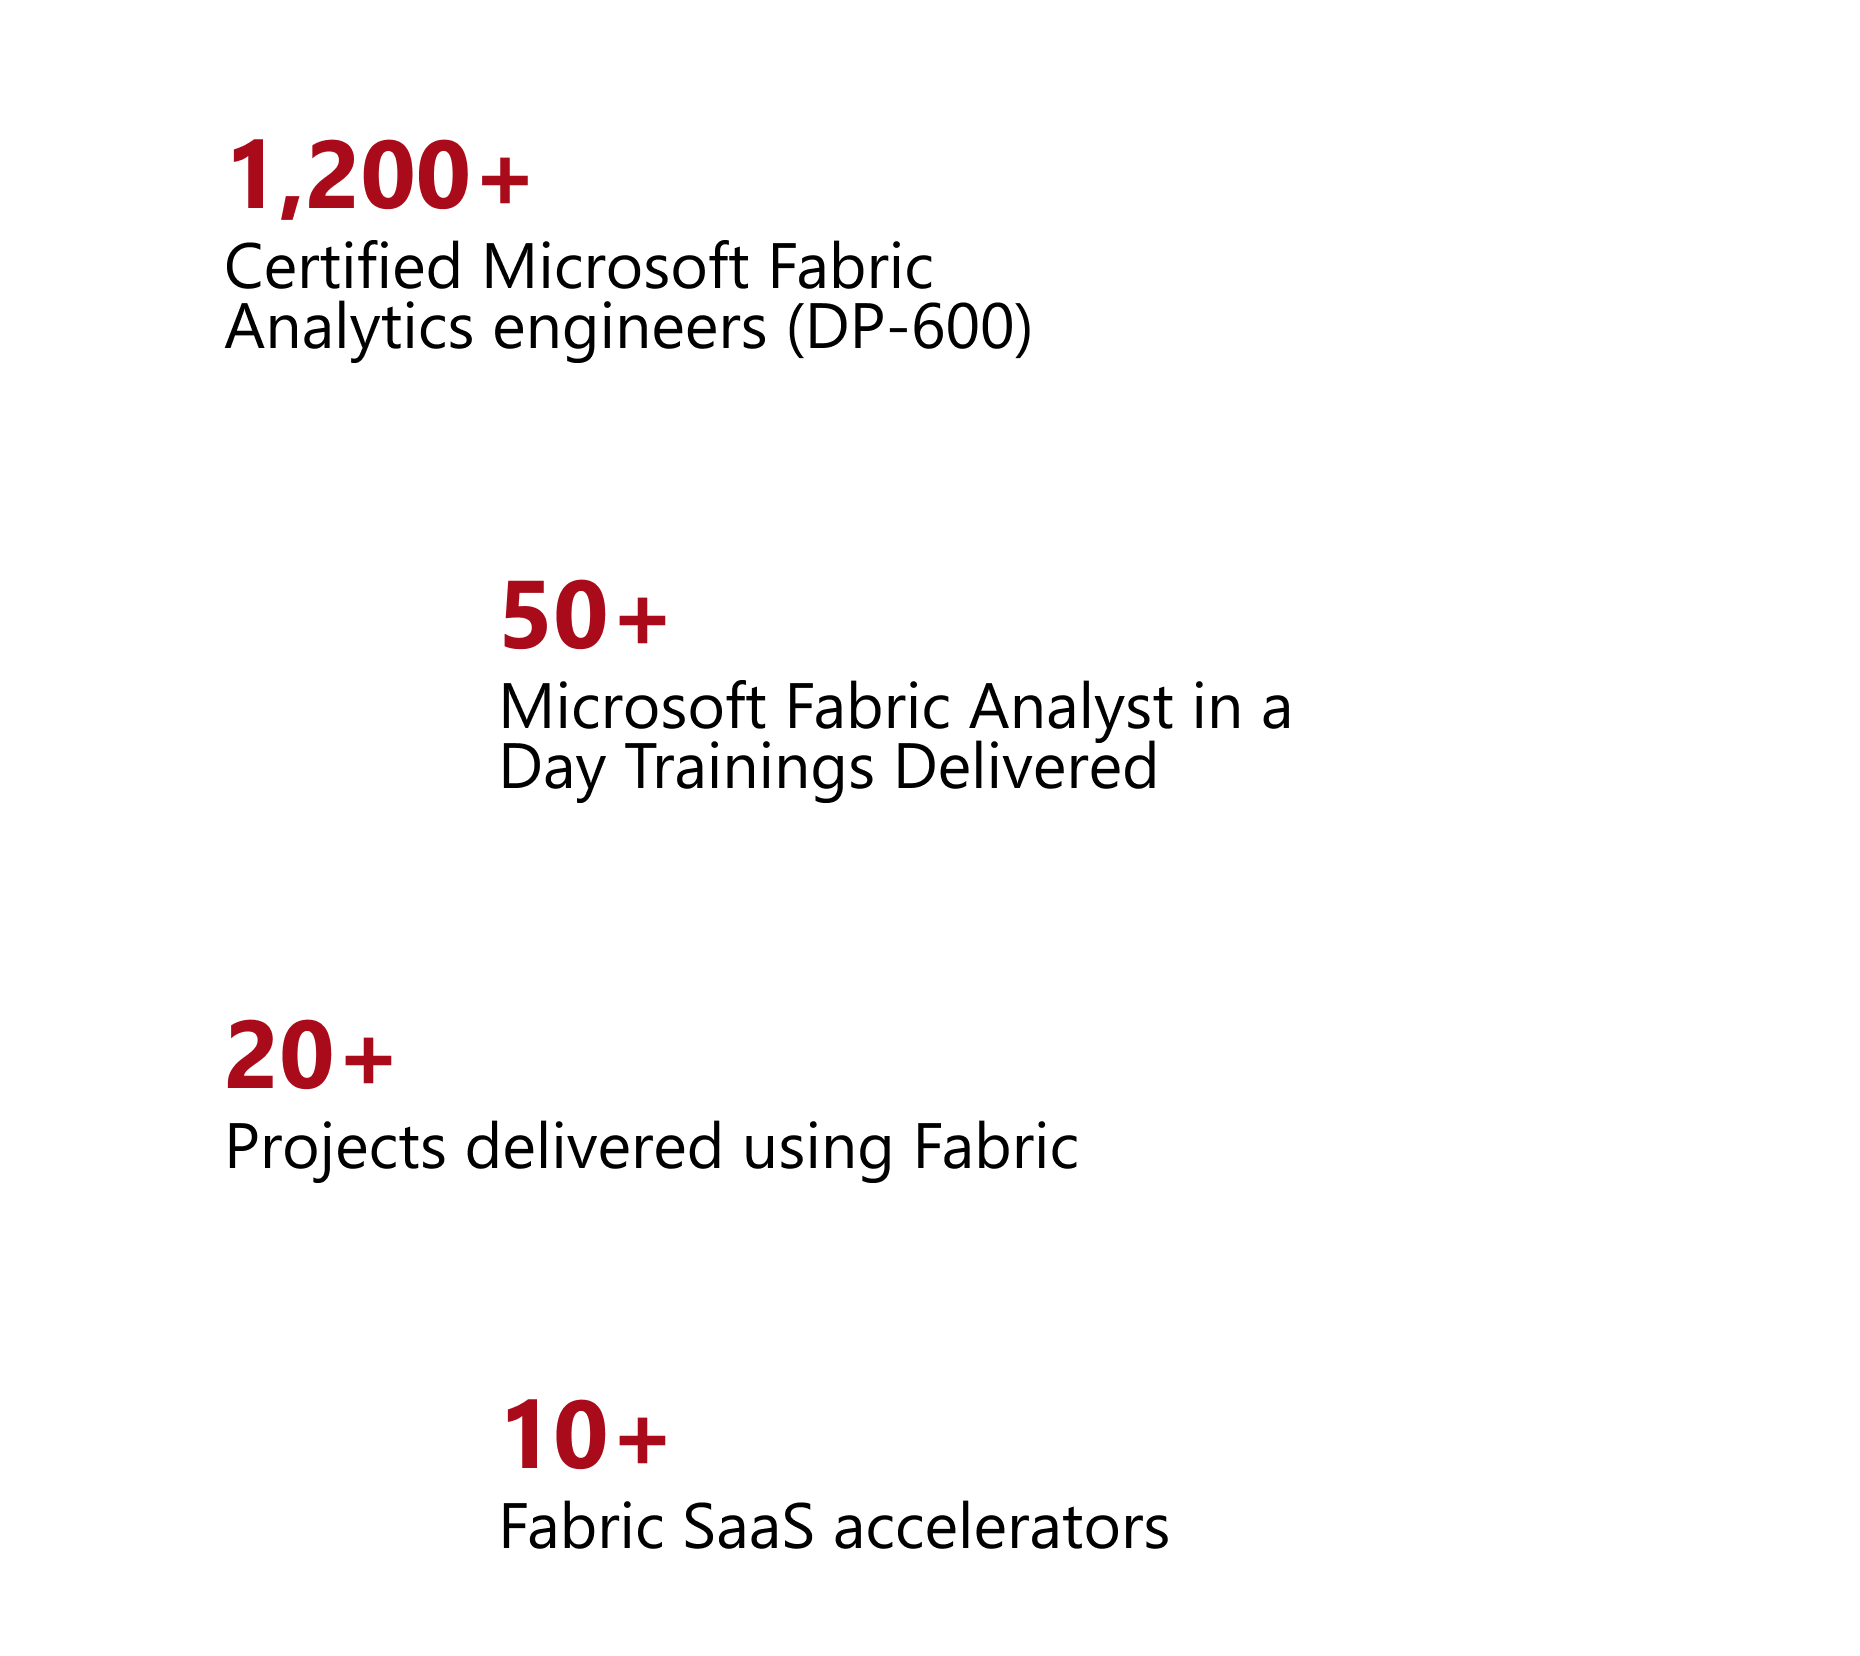 1,200+
Certified Microsoft Fabric
Analytics engineers (DP-600)
50+
Microsoft Fabric Analyst in a
Day Trainings Delivered
20+
Projects delivered using Fabric
10+
Fabric SaaS accelerators